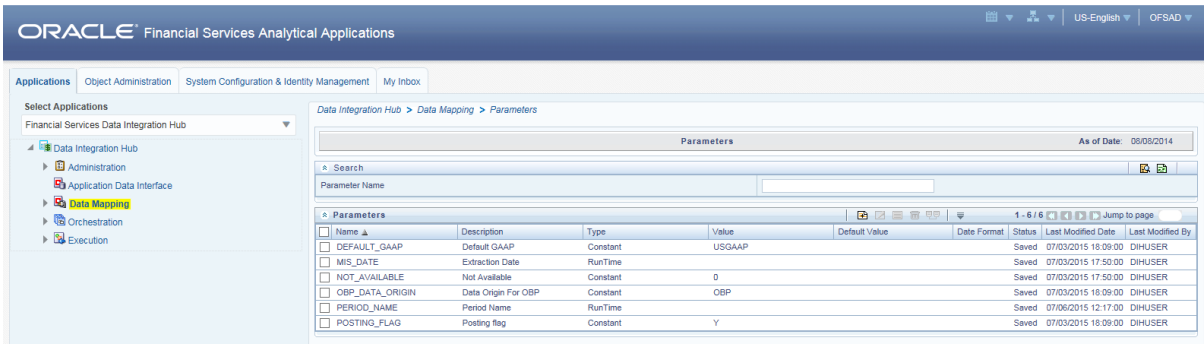 US-English OFSAD
ORACLE® Financial Services Analytical Applications
Applications Object Administration System Configuration & Identity Management My Inbox
Select Applications
Financial Services Data Integration Hub
Data Integration Hub
Administration
Application Data Interface
Data Mapping
Orchestration
Execution
Data Integration Hub > Data Mapping > Parameters
Parameters As of Date: 08/08/2014
Search
Parameter Name
Parameters 1 - 6 / 6 Jump to page
Name Description Type Value Default Value Date Format Status Last Modified Date Last Modified By
DEFAULT_GAAP Default GAAP Constant USGAAP Saved 07/03/2015 18:09:00 DIHUSER
MIS_DATE Extraction Date RunTime Saved 07/03/2015 17:50:00 DIHUSER
NOT_AVAILABLE Not Available Constant 0 Saved 07/03/2015 17:50:00 DIHUSER
OBP_DATA_ORIGIN Data Origin For OBP Constant OBP Saved 07/03/2015 18:09:00 DIHUSER
PERIOD_NAME Period Name RunTime Saved 07/06/2015 12:17:00 DIHUSER
POSTING_FLAG Posting flag Constant Y Saved 07/03/2015 18:09:00 DIHUSER